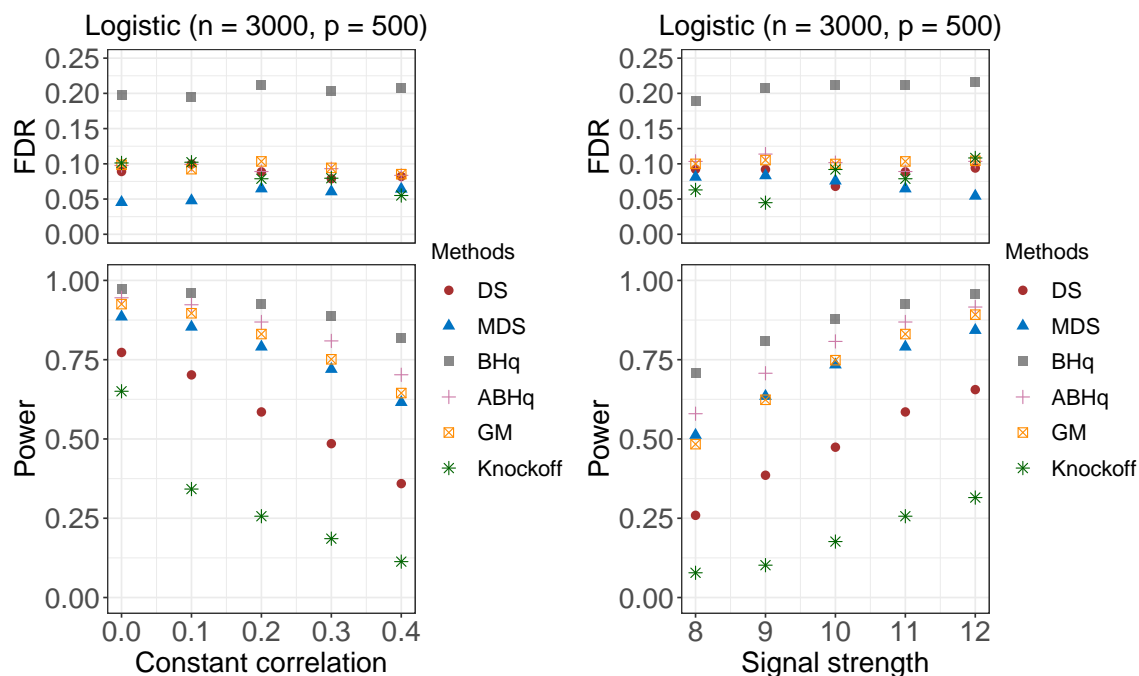 Logistic (n = 3000, p = 500)
0.25
0.20
0.15
0.10
0.05
0.00
FDR
1.00
0.75
0.50
0.25
0.00
Power
0.0 0.1 0.2 0.3 0.4
Constant correlation
Methods
DS
MDS
BHq
ABHq
GM
Knockoff
Logistic (n = 3000, p = 500)
0.25
0.20
0.15
0.10
0.05
0.00
FDR
1.00
0.75
0.50
0.25
0.00
Power
8 9 10 11 12
Signal strength
Methods
DS
MDS
BHq
ABHq
GM
Knockoff